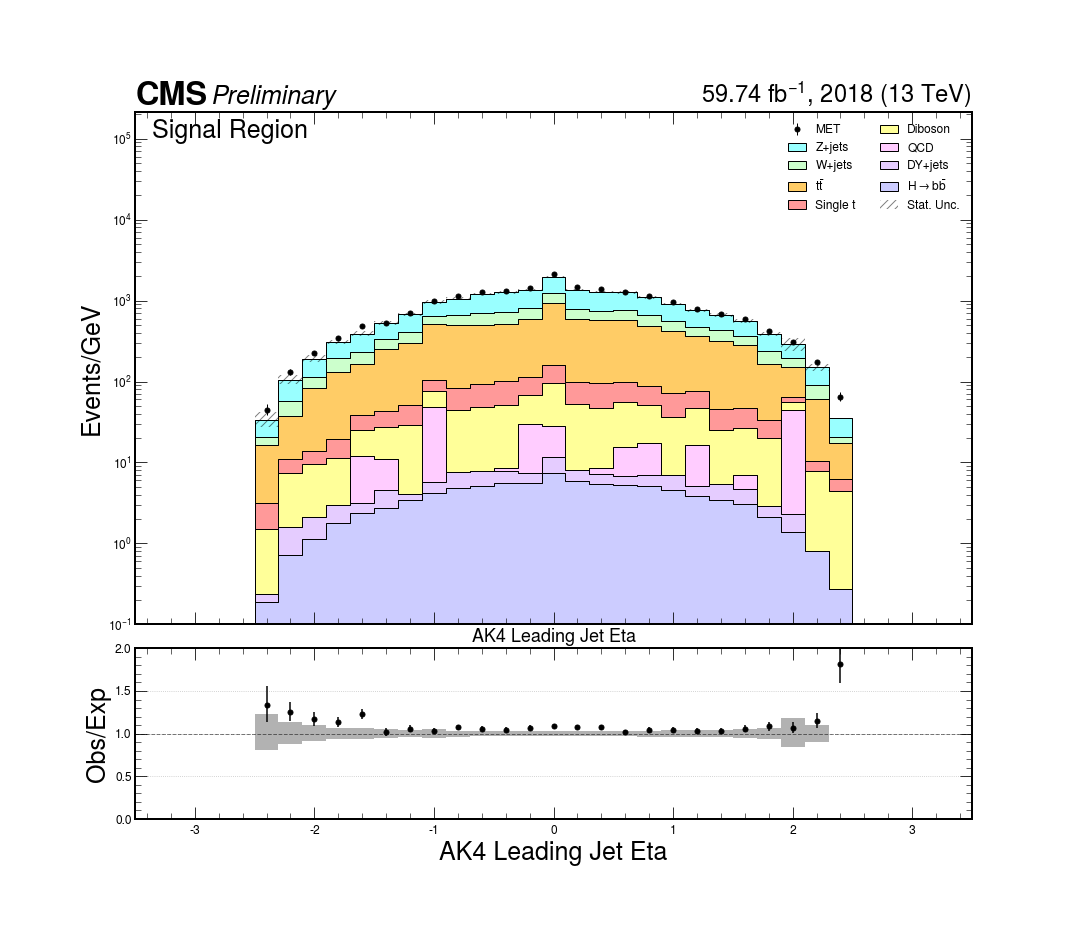 CMS Preliminary
59.74 fb⁻¹, 2018 (13 TeV)
Signal Region
MET
Z+jets
W+jets
tt̄
Single t
Diboson
QCD
DY+jets
H→bb̄
Stat. Unc.
Events/GeV
10⁵
10⁴
10³
10²
10¹
10⁰
10⁻¹
AK4 Leading Jet Eta
Obs/Exp
2.0
1.5
1.0
0.5
0.0
-3 -2 -1 0 1 2 3
AK4 Leading Jet Eta